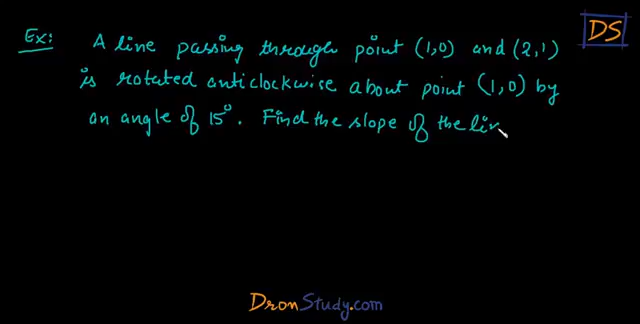 Ex: A line passing through point (1,0) and (2,1)
is rotated anticlockwise about point (1,0) by
an angle of 15°. Find the slope of the lin
DS
DronStudy.com